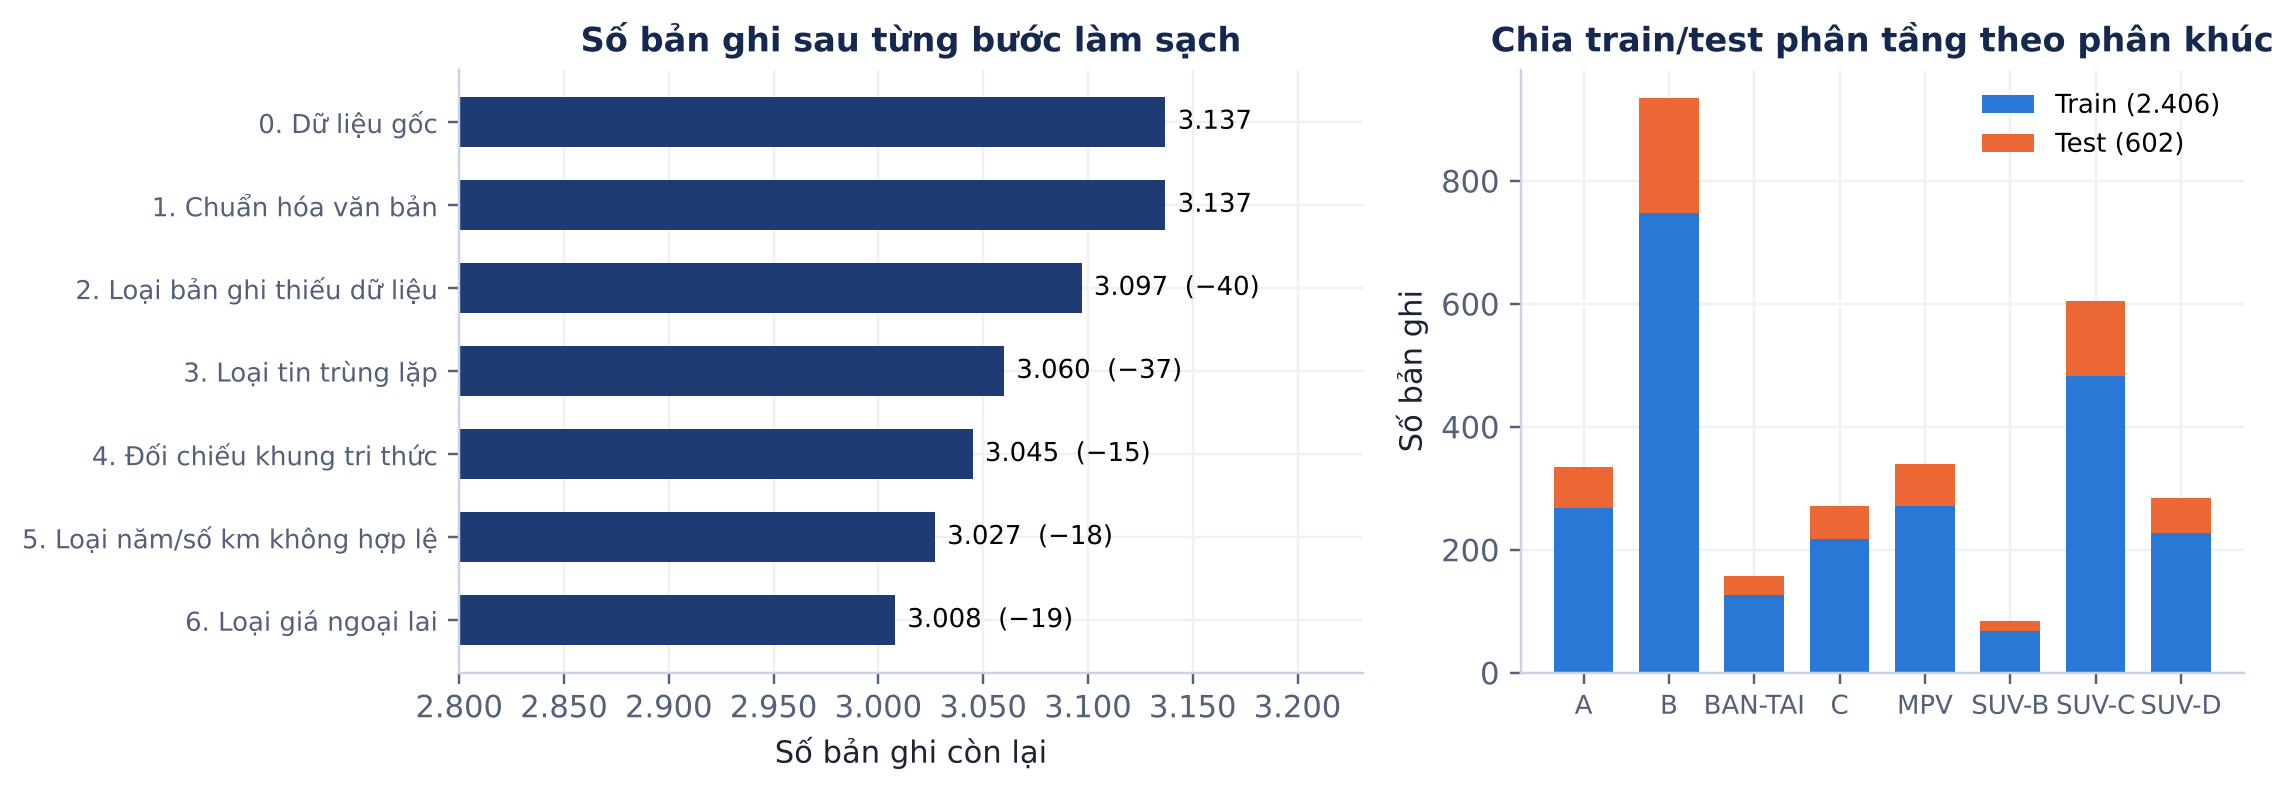 Số bản ghi sau từng bước làm sạch
0. Dữ liệu gốc
3.137
1. Chuẩn hóa văn bản
3.137
2. Loại bản ghi thiếu dữ liệu
3.097 (−40)
3. Loại tin trùng lặp
3.060 (−37)
4. Đối chiếu khung tri thức
3.045 (−15)
5. Loại năm/số km không hợp lệ
3.027 (−18)
6. Loại giá ngoại lai
3.008 (−19)
2.800 2.850 2.900 2.950 3.000 3.050 3.100 3.150 3.200
Số bản ghi còn lại
Chia train/test phân tầng theo phân khúc
Train (2.406)
Test (602)
Số bản ghi
800
600
400
200
0
A B BAN-TAI C MPV SUV-B SUV-C SUV-D